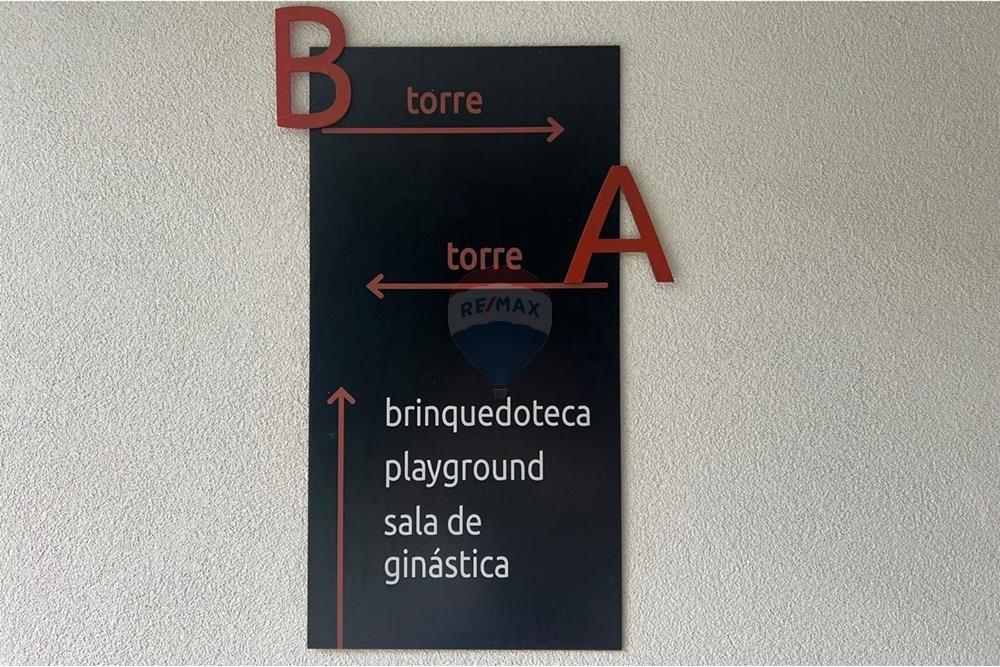 B
torre
torre
A
RE/MAX
brinquedoteca
playground
sala de
ginástica